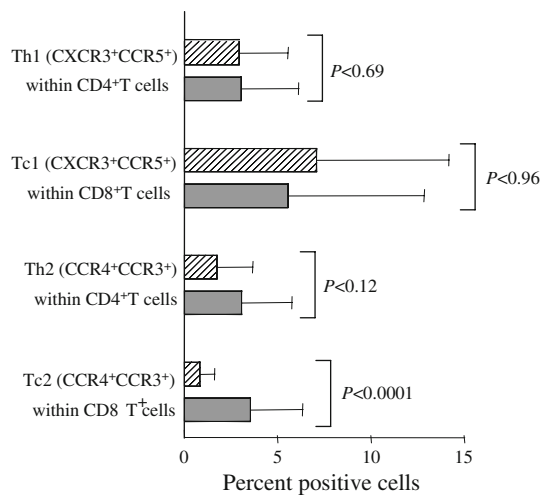 Th1 (CXCR3⁺CCR5⁺)
within CD4⁺T cells
P<0.69
Tc1 (CXCR3⁺CCR5⁺)
within CD8⁺T cells
P<0.96
Th2 (CCR4⁺CCR3⁺)
within CD4⁺T cells
P<0.12
Tc2 (CCR4⁺CCR3⁺)
within CD8 T⁺cells
P<0.0001
0 5 10 15
Percent positive cells